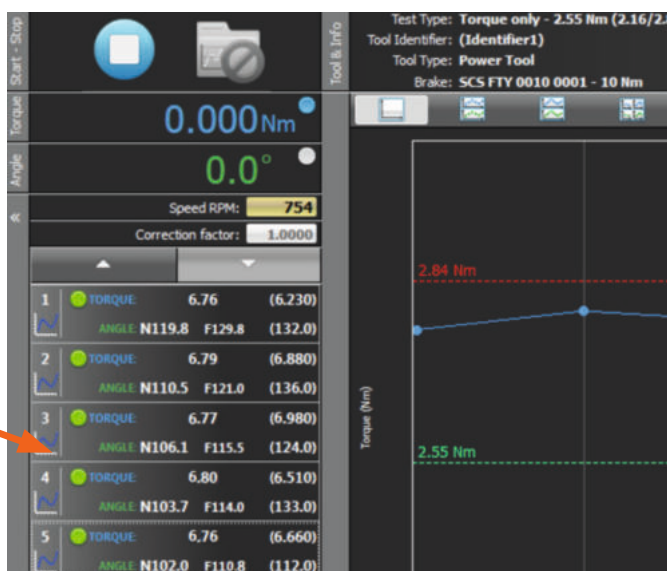 Start - Stop
Torque
0.000 Nm
Angle
0.0°
Speed RPM: 754
Correction factor: 1.0000
1 TORQUE: 6.76 (6.230)
ANGLE: N119.8 F129.8 (132.0)
2 TORQUE: 6.79 (6.880)
ANGLE: N110.5 F121.0 (136.0)
3 TORQUE: 6.77 (6.980)
ANGLE: N106.1 F115.5 (124.0)
4 TORQUE: 6.80 (6.510)
ANGLE: N103.7 F114.0 (133.0)
5 TORQUE: 6.76 (6.660)
ANGLE: N102.0 F110.8 (112.0)
Tool & Info
Test Type: Torque only - 2.55 Nm (2.16/2.
Tool Identifier: (Identifier1)
Tool Type: Power Tool
Brake: SCS FTY 0010 0001 - 10 Nm
2.84 Nm
Torque (Nm)
2.55 Nm